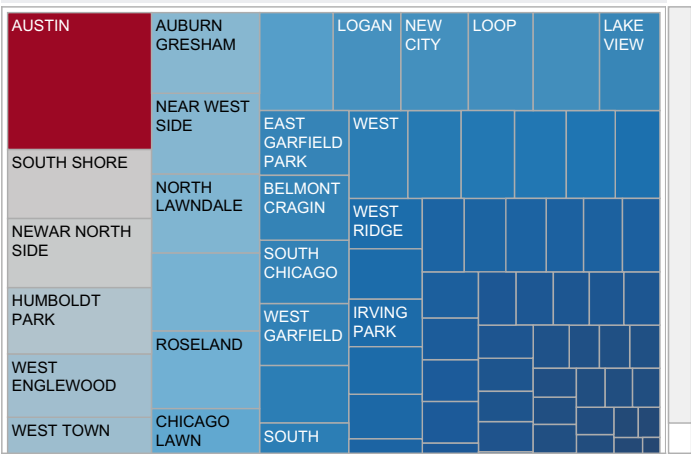 AUSTIN
SOUTH SHORE
NEWAR NORTH
SIDE
HUMBOLDT
PARK
WEST
ENGLEWOOD
WEST TOWN
AUBURN
GRESHAM
NEAR WEST
SIDE
NORTH
LAWNDALE
ROSELAND
CHICAGO
LAWN
LOGAN
NEW
CITY
LOOP
LAKE
VIEW
EAST
GARFIELD
PARK
BELMONT
CRAGIN
SOUTH
CHICAGO
WEST
GARFIELD
SOUTH
WEST
WEST
RIDGE
IRVING
PARK